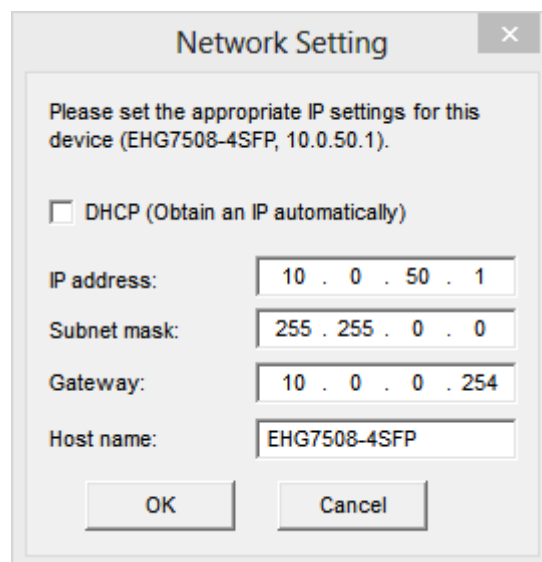 Network Setting
Please set the appropriate IP settings for this
device (EHG7508-4SFP, 10.0.50.1).
DHCP (Obtain an IP automatically)
IP address: 10 . 0 . 50 . 1
Subnet mask: 255 . 255 . 0 . 0
Gateway: 10 . 0 . 0 . 254
Host name: EHG7508-4SFP
OK Cancel